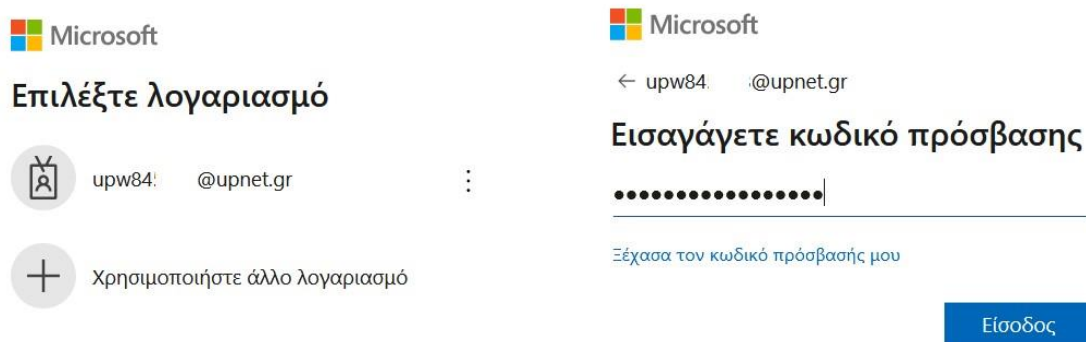 Microsoft
Επιλέξτε λογαριασμό
upw84 @upnet.gr
Χρησιμοποιήστε άλλο λογαριασμό
Microsoft
← upw84 @upnet.gr
Εισαγάγετε κωδικό πρόσβασης
•••••••••••••••••
Ξέχασα τον κωδικό πρόσβασής μου
Είσοδος